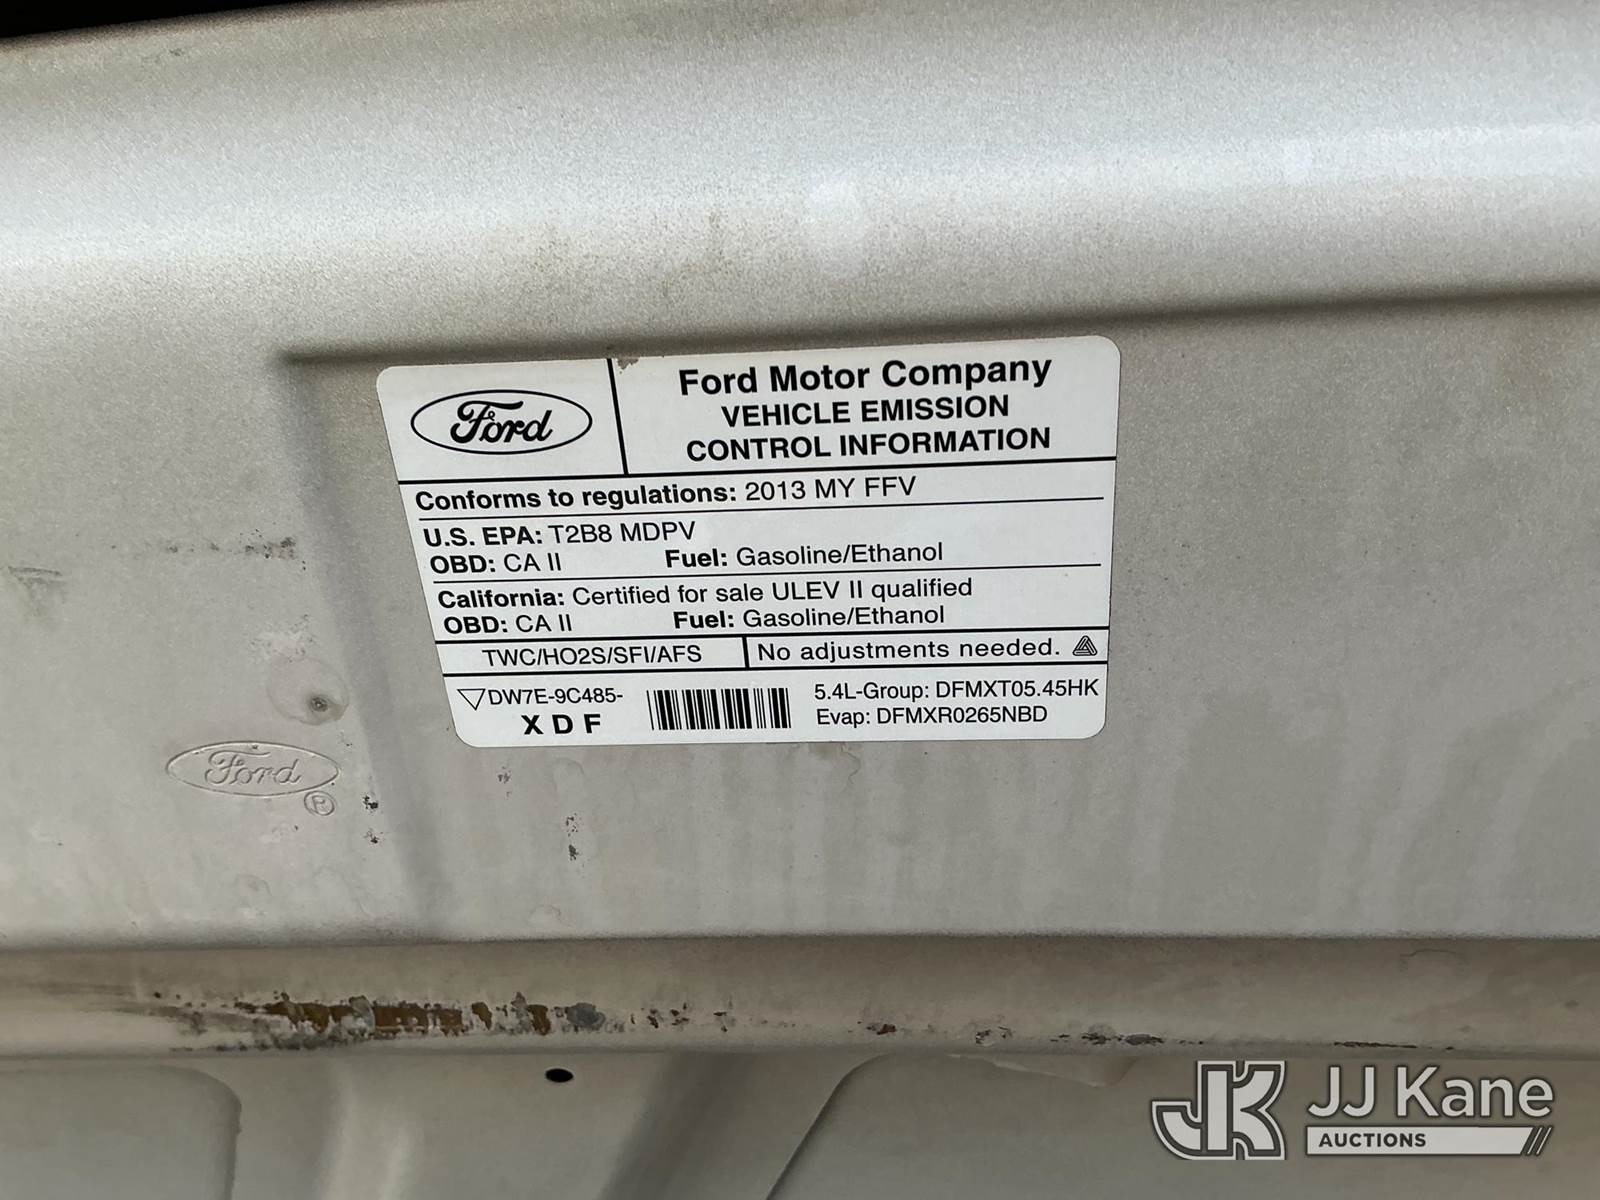 Ford
Ford Motor Company
VEHICLE EMISSION
CONTROL INFORMATION
Conforms to regulations: 2013 MY FFV
U.S. EPA: T2B8 MDPV
OBD: CA II Fuel: Gasoline/Ethanol
California: Certified for sale ULEV II qualified
OBD: CA II Fuel: Gasoline/Ethanol
TWC/HO2S/SFI/AFS No adjustments needed.
DW7E-9C485-
X D F
5.4L-Group: DFMXT05.45HK
Evap: DFMXR0265NBD
Ford
R
JK JJ Kane
AUCTIONS